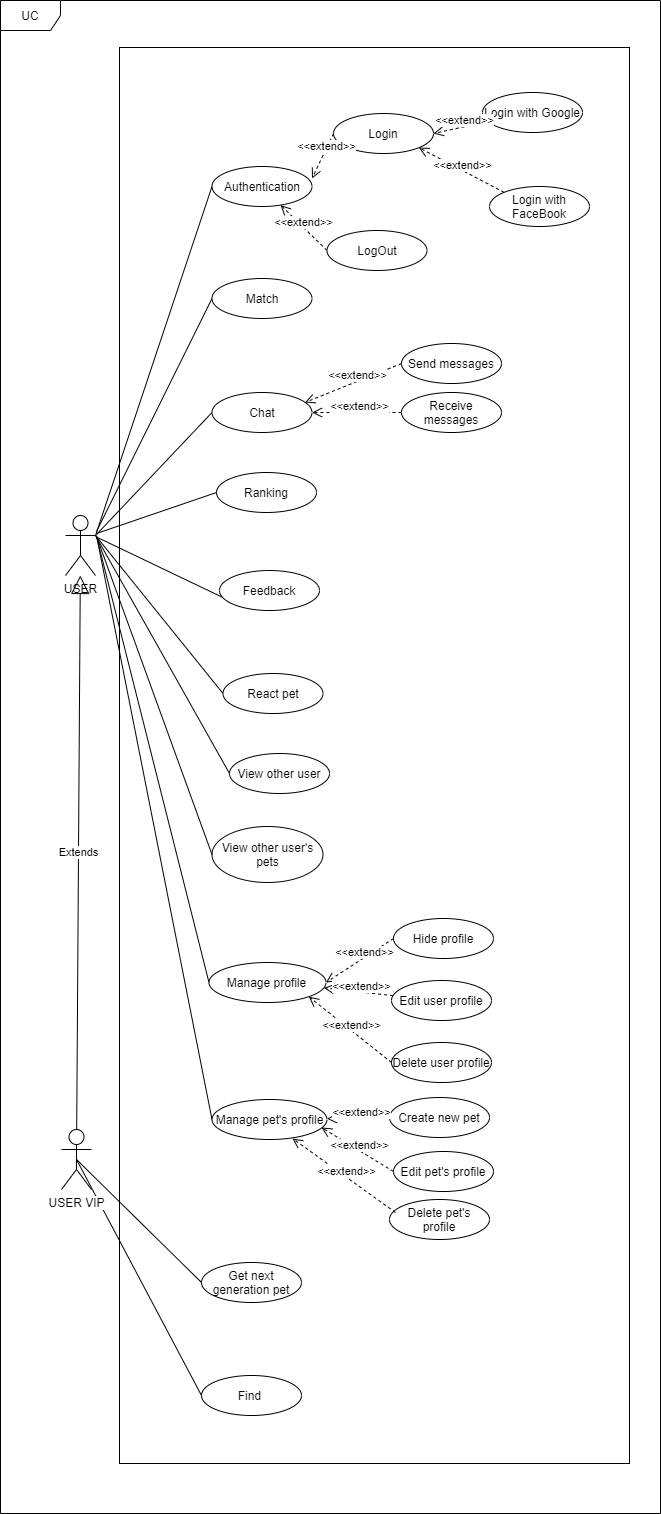 UC
Login with Google
<<extend>>
Login
<<extend>>
<<extend>>
Authentication
Login with
FaceBook
<<extend>>
LogOut
Match
Send messages
<<extend>>
<<extend>>
Receive
messages
Chat
Ranking
USER
Feedback
React pet
View other user
View other user's
pets
Extends
Hide profile
<<extend>>
Manage profile
<<extend>>
Edit user profile
<<extend>>
Delete user profile
Manage pet's profile
<<extend>>
Create new pet
<<extend>>
Edit pet's profile
<<extend>>
Delete pet's
profile
USER VIP
Get next
generation pet
Find